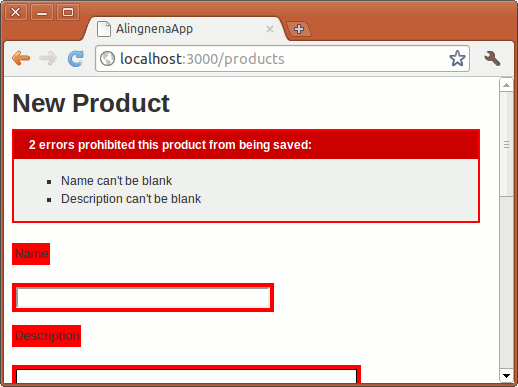 AlingnenaApp
localhost:3000/products
New Product
2 errors prohibited this product from being saved:
Name can't be blank
Description can't be blank
Name
Description